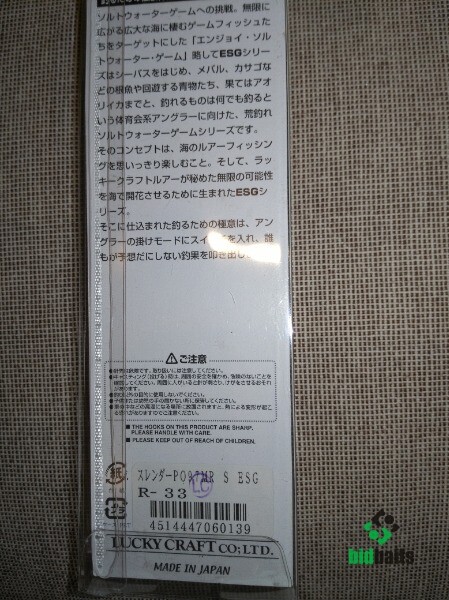 ソルトウォーターゲームへの挑戦。無限に
広がる広大な海に棲むゲームフィッシュた
ちをターゲットにした「エンジョイ・ソル
トウォーター・ゲーム」略してESGシリー
ズはシーバスをはじめ、メバル、カサゴな
どの根魚や回遊する青物たち、果てはアオ
リイカまでと、釣れるものは何でも釣ると
いう体育会系アングラーに向けた、荒釣れ
ソルトウォーターゲームシリーズです。
そのコンセプトは、海のルアーフィッシン
グを思いっきり楽しむこと。そして、ラッ
キークラフトルアーが秘めた無限の可能性
を海で開花させるために生まれたESGシ
リーズ。
そこに仕込まれた釣るための極意は、アン
グラーの掛けモードにスイ を入れ、誰
もが予想だにしない釣果を叩き出し
⚠ご注意
■ THE HOOKS ON THIS PRODUCT ARE SHARP,
PLEASE HANDLE WITH CARE.
■ PLEASE KEEP OUT OF REACH OF CHILDREN.
紙 スレンダーPO97MR S ESG
R-33
プラ
4514447060139
LUCKY CRAFT CO; LTD.
MADE IN JAPAN
bidbaits